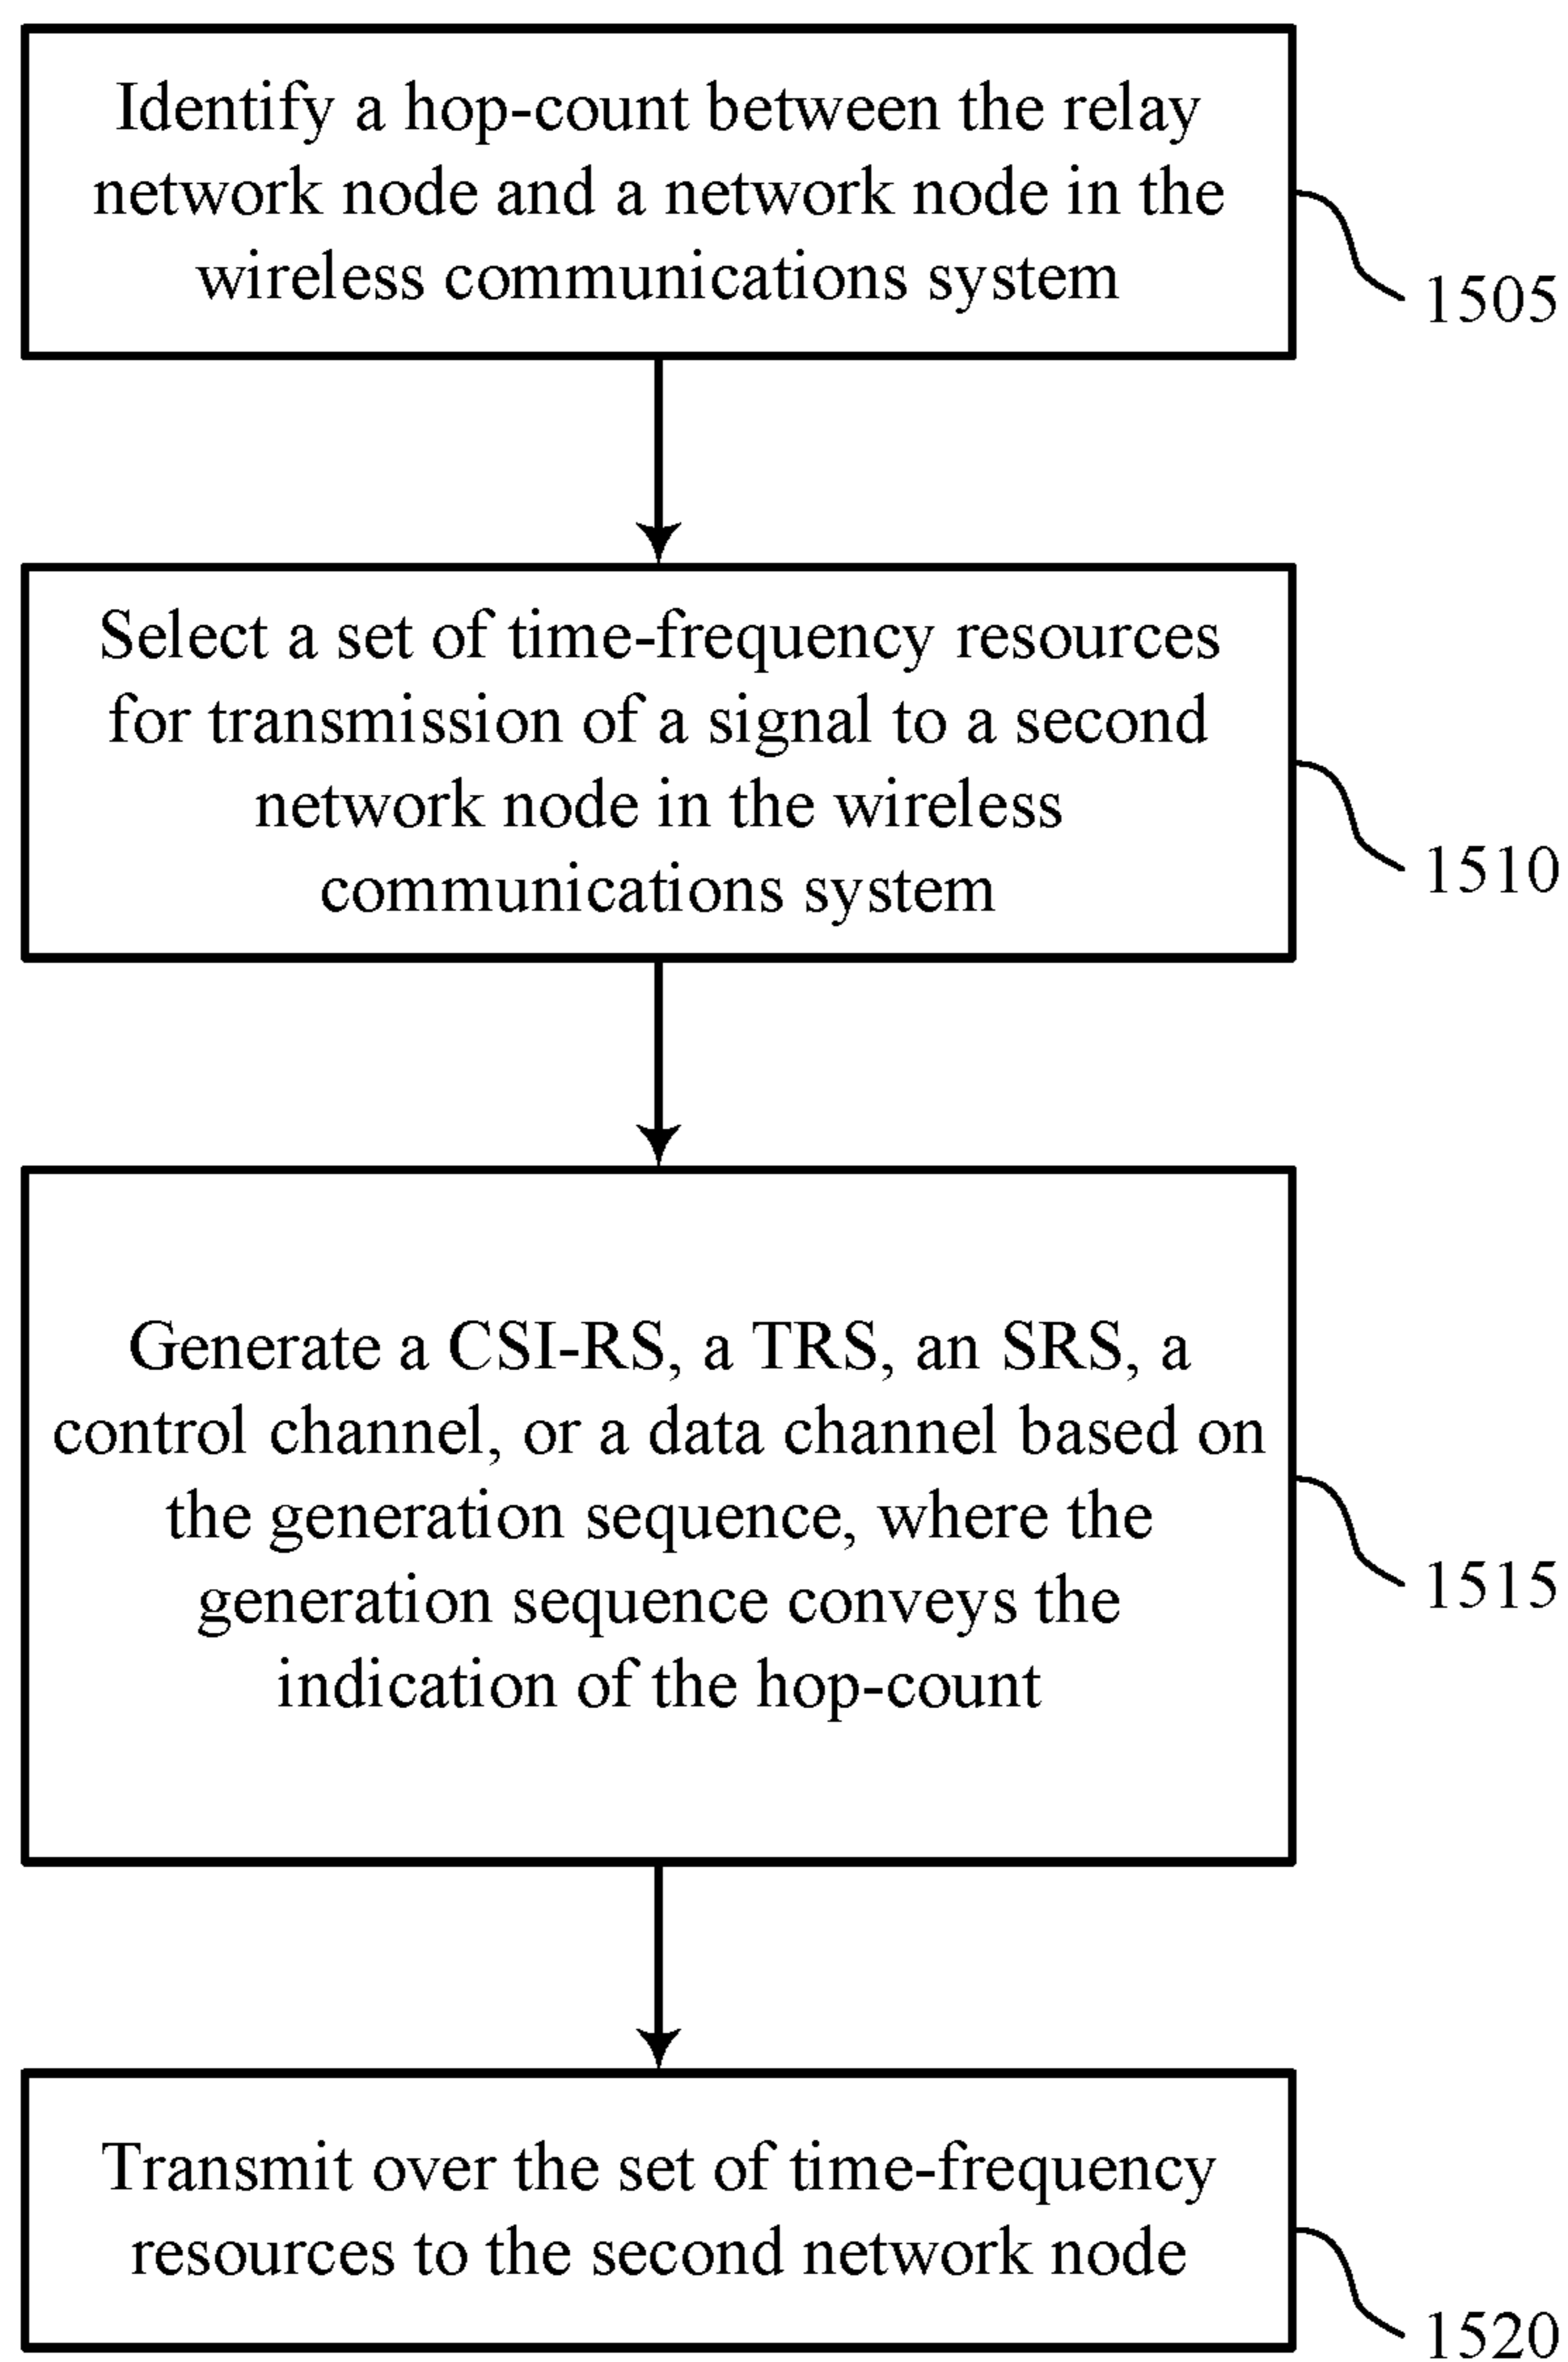 Identify a hop-count between the relay
network node and a network node in the
wireless communications system
1505
Select a set of time-frequency resources
for transmission of a signal to a second
network node in the wireless
communications system
1510
Generate a CSI-RS, a TRS, an SRS, a
control channel, or a data channel based on
the generation sequence, where the
generation sequence conveys the
indication of the hop-count
1515
Transmit over the set of time-frequency
resources to the second network node
1520